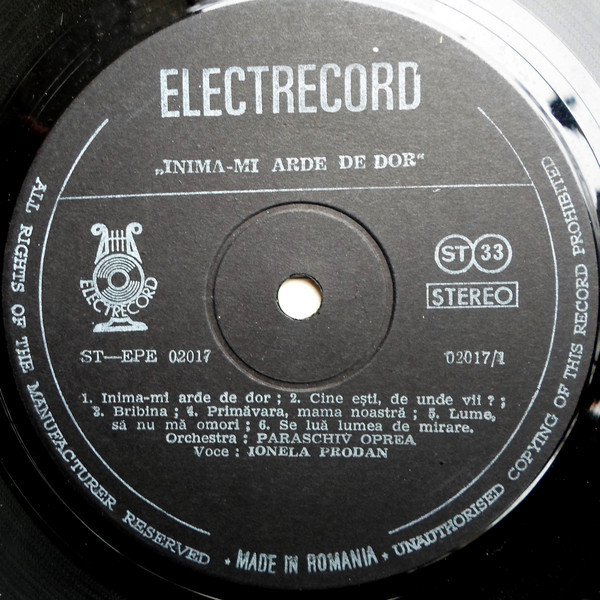 ELECTRECORD
„INIMA-MI ARDE DE DOR“
ELECTRECORD
ST 33
STEREO
ST—EPE 02017
02017/1
1. Inima-mi arde de dor ; 2. Cine ești, de unde vii ? ;
3. Bribina ; 4. Primăvara, mama noastră ; 5. Lume,
să nu mă omori ; 6. Se luă lumea de mirare.
Orchestra : PARASCHIV OPREA
Voce : IONELA PRODAN
ALL RIGHTS OF THE MANUFACTURER RESERVED * MADE IN ROMANIA * UNAUTHORISED COPYING OF THIS RECORD PROHIBITED